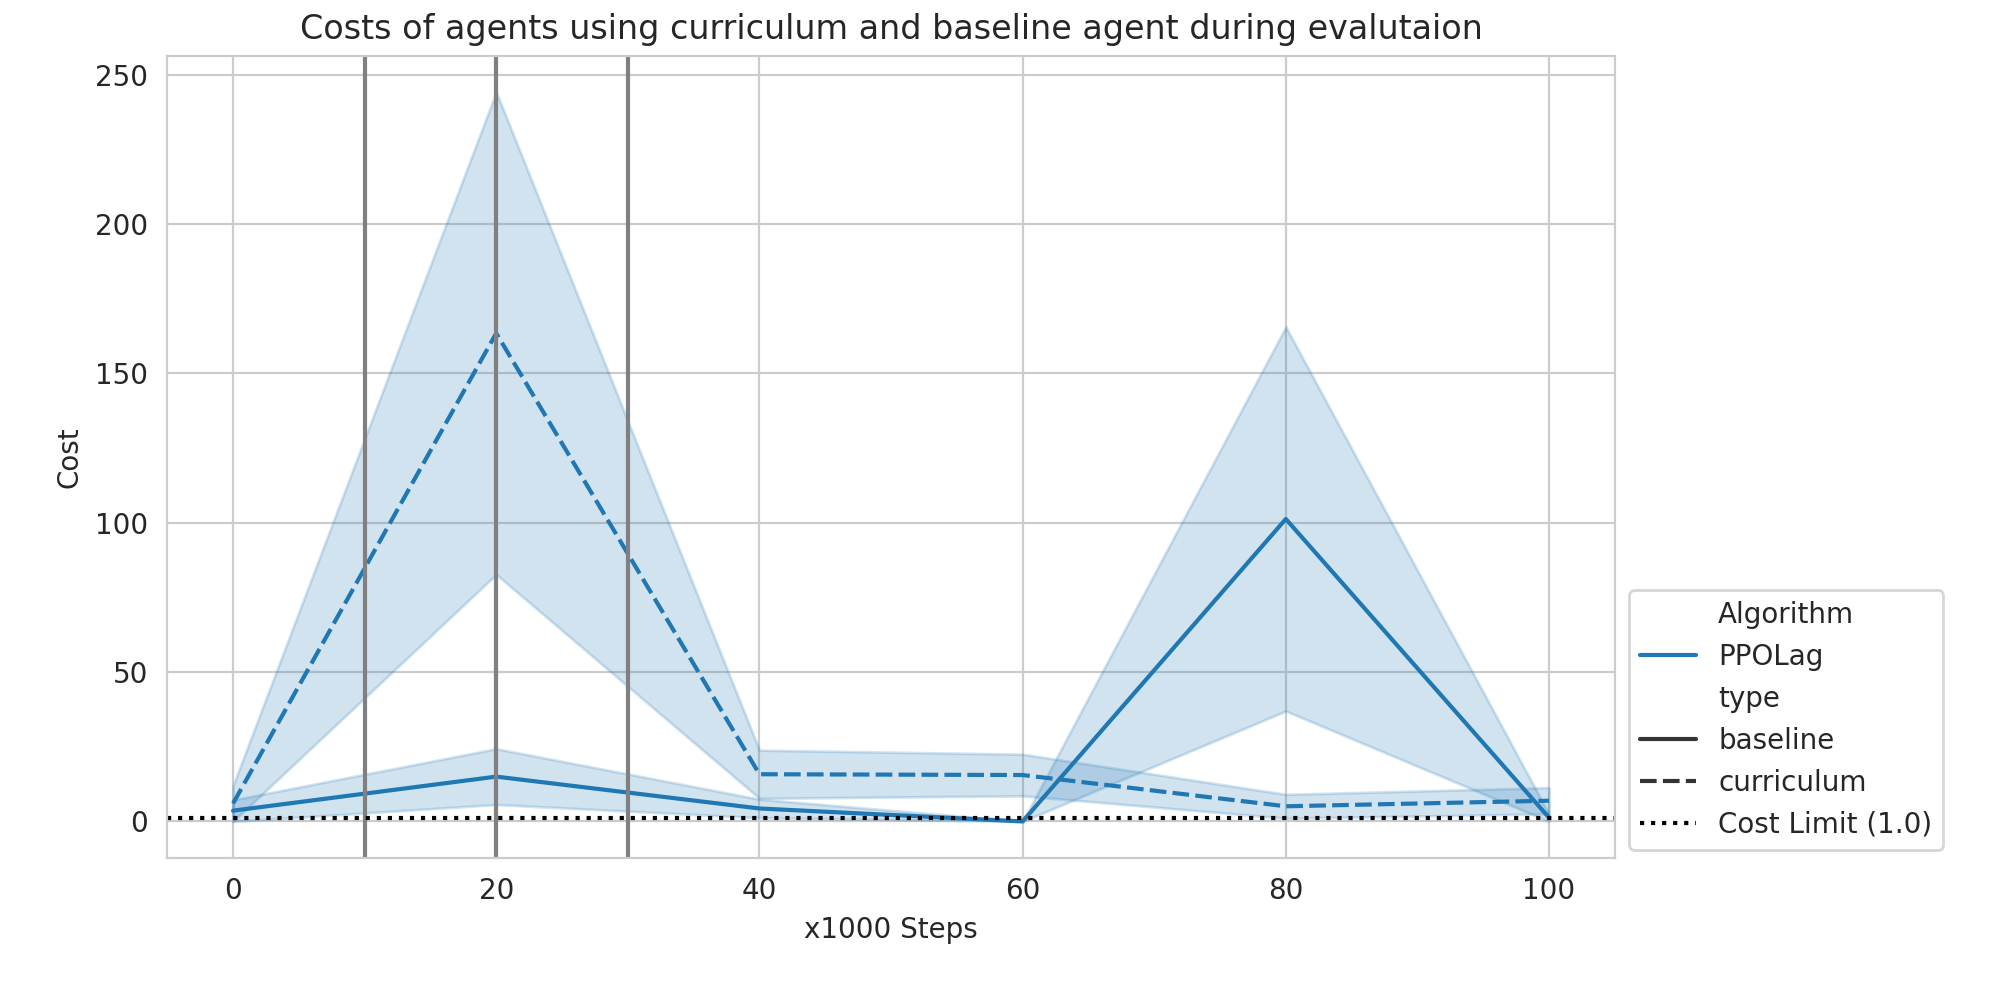 Costs of agents using curriculum and baseline agent during evalutaion
250
200
150
100
50
0
Cost
0 20 40 60 80 100
x1000 Steps
Algorithm
PPOLag
type
baseline
curriculum
Cost Limit (1.0)